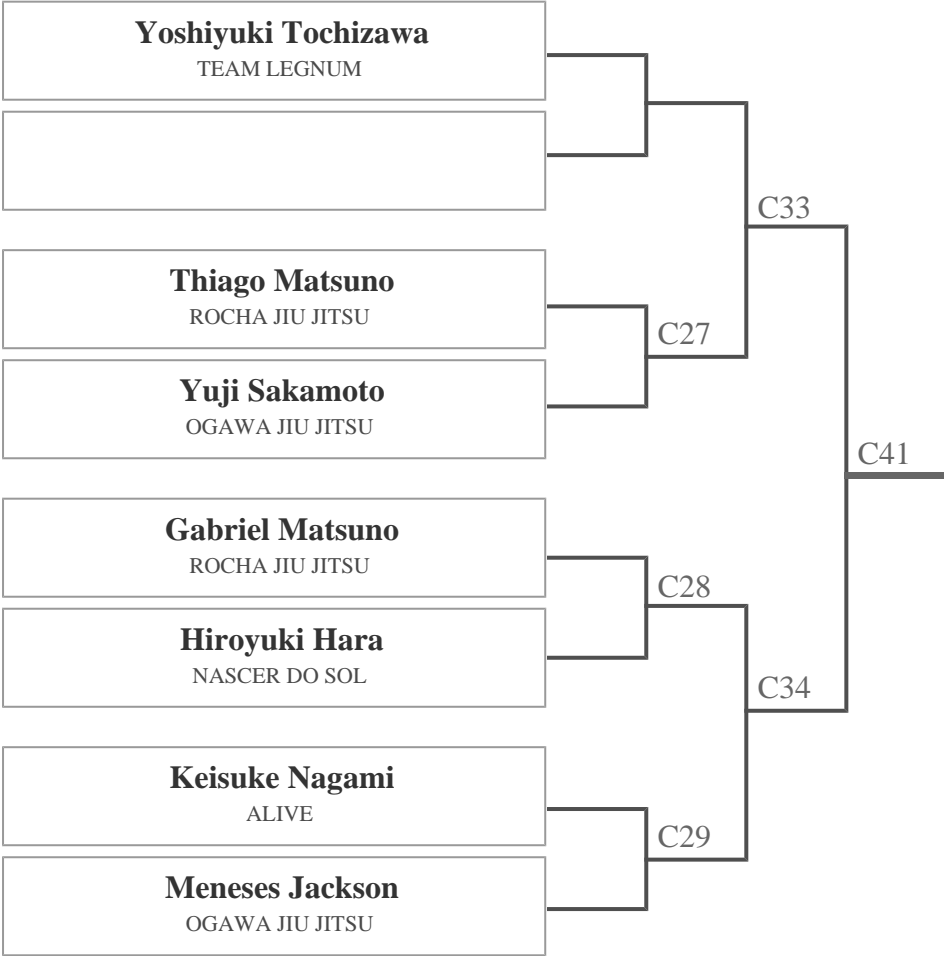 Yoshiyuki Tochizawa
TEAM LEGNUM
C33
Thiago Matsuno
ROCHA JIU JITSU
C27
Yuji Sakamoto
OGAWA JIU JITSU
C41
Gabriel Matsuno
ROCHA JIU JITSU
C28
Hiroyuki Hara
NASCER DO SOL
C34
Keisuke Nagami
ALIVE
C29
Meneses Jackson
OGAWA JIU JITSU